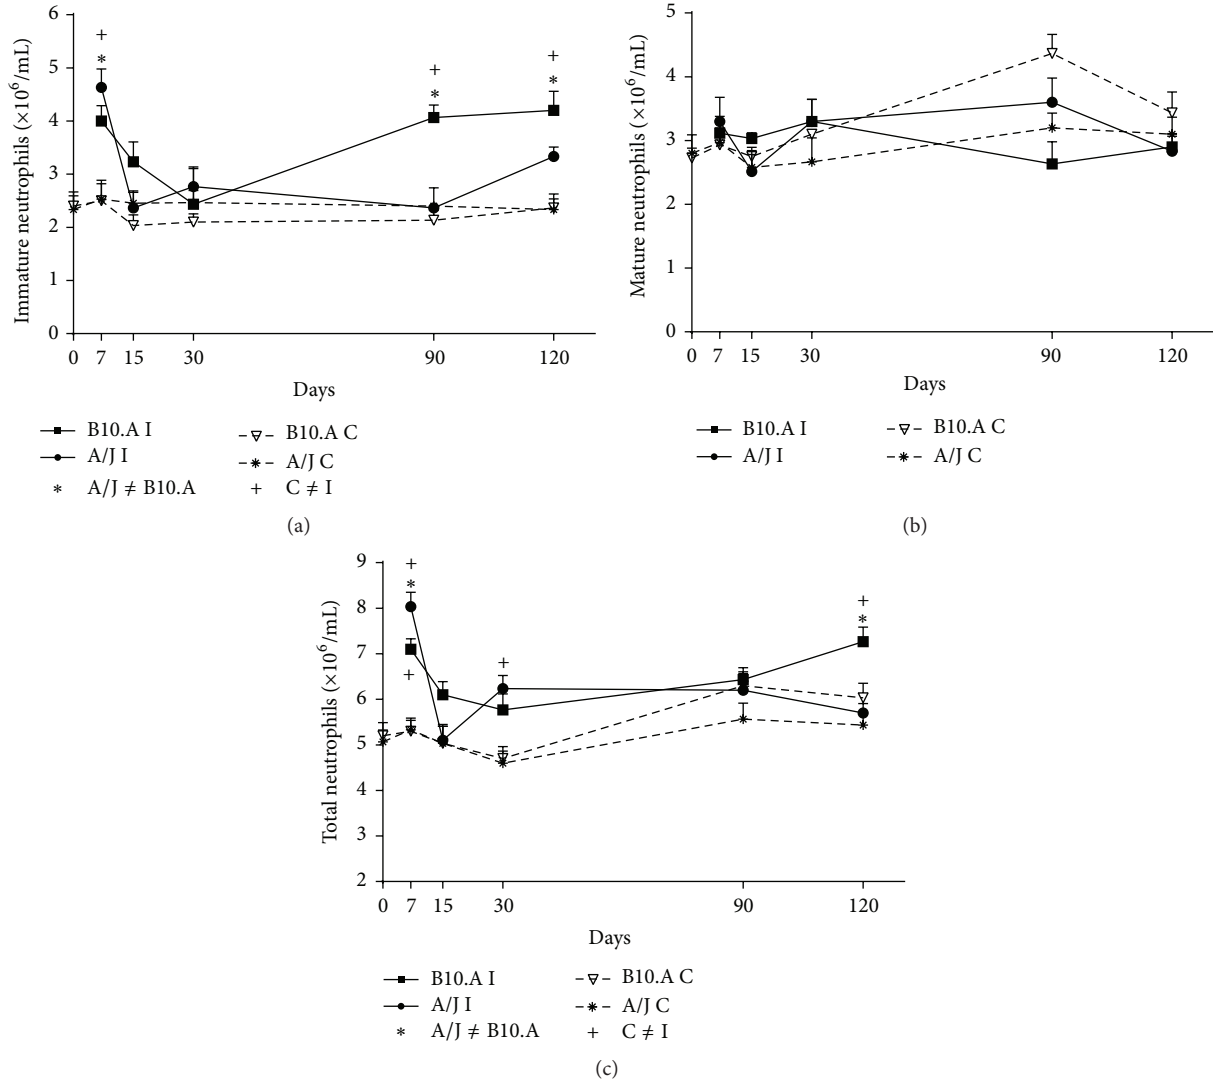 Immature neutrophils (×10⁶/mL)
6
5
4
3
2
1
0
+
*
+
*
+
*
0 7 15 30 90 120
Days
B10.A I
B10.A C
A/J I
A/J C
* A/J ≠ B10.A
+ C ≠ I
(a)
Mature neutrophils (×10⁶/mL)
5
4
3
2
1
0
0 7 15 30 90 120
Days
B10.A I
B10.A C
A/J I
A/J C
(b)
Total neutrophils (×10⁶/mL)
9
8
7
6
5
4
3
2
+
*
+
+
+
*
0 7 15 30 90 120
Days
B10.A I
B10.A C
A/J I
A/J C
* A/J ≠ B10.A
+ C ≠ I
(c)